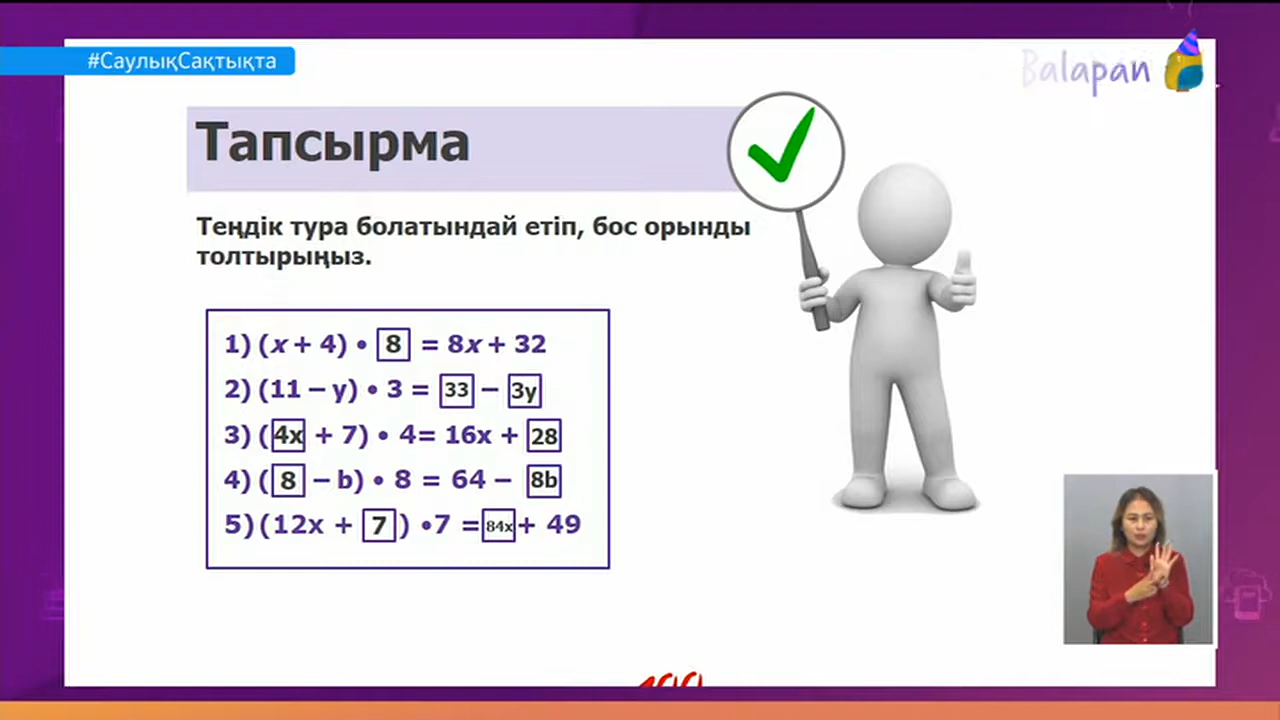 #СаулықСақтықта
Balapan
Тапсырма
Теңдік тура болатындай етіп, бос орынды
толтырыңыз.
1) (x + 4) • 8 = 8x + 32
2) (11 – y) • 3 = 33 – 3y
3) (4x + 7) • 4= 16x + 28
4) (8 – b) • 8 = 64 – 8b
5) (12x + 7) •7 =84x+ 49